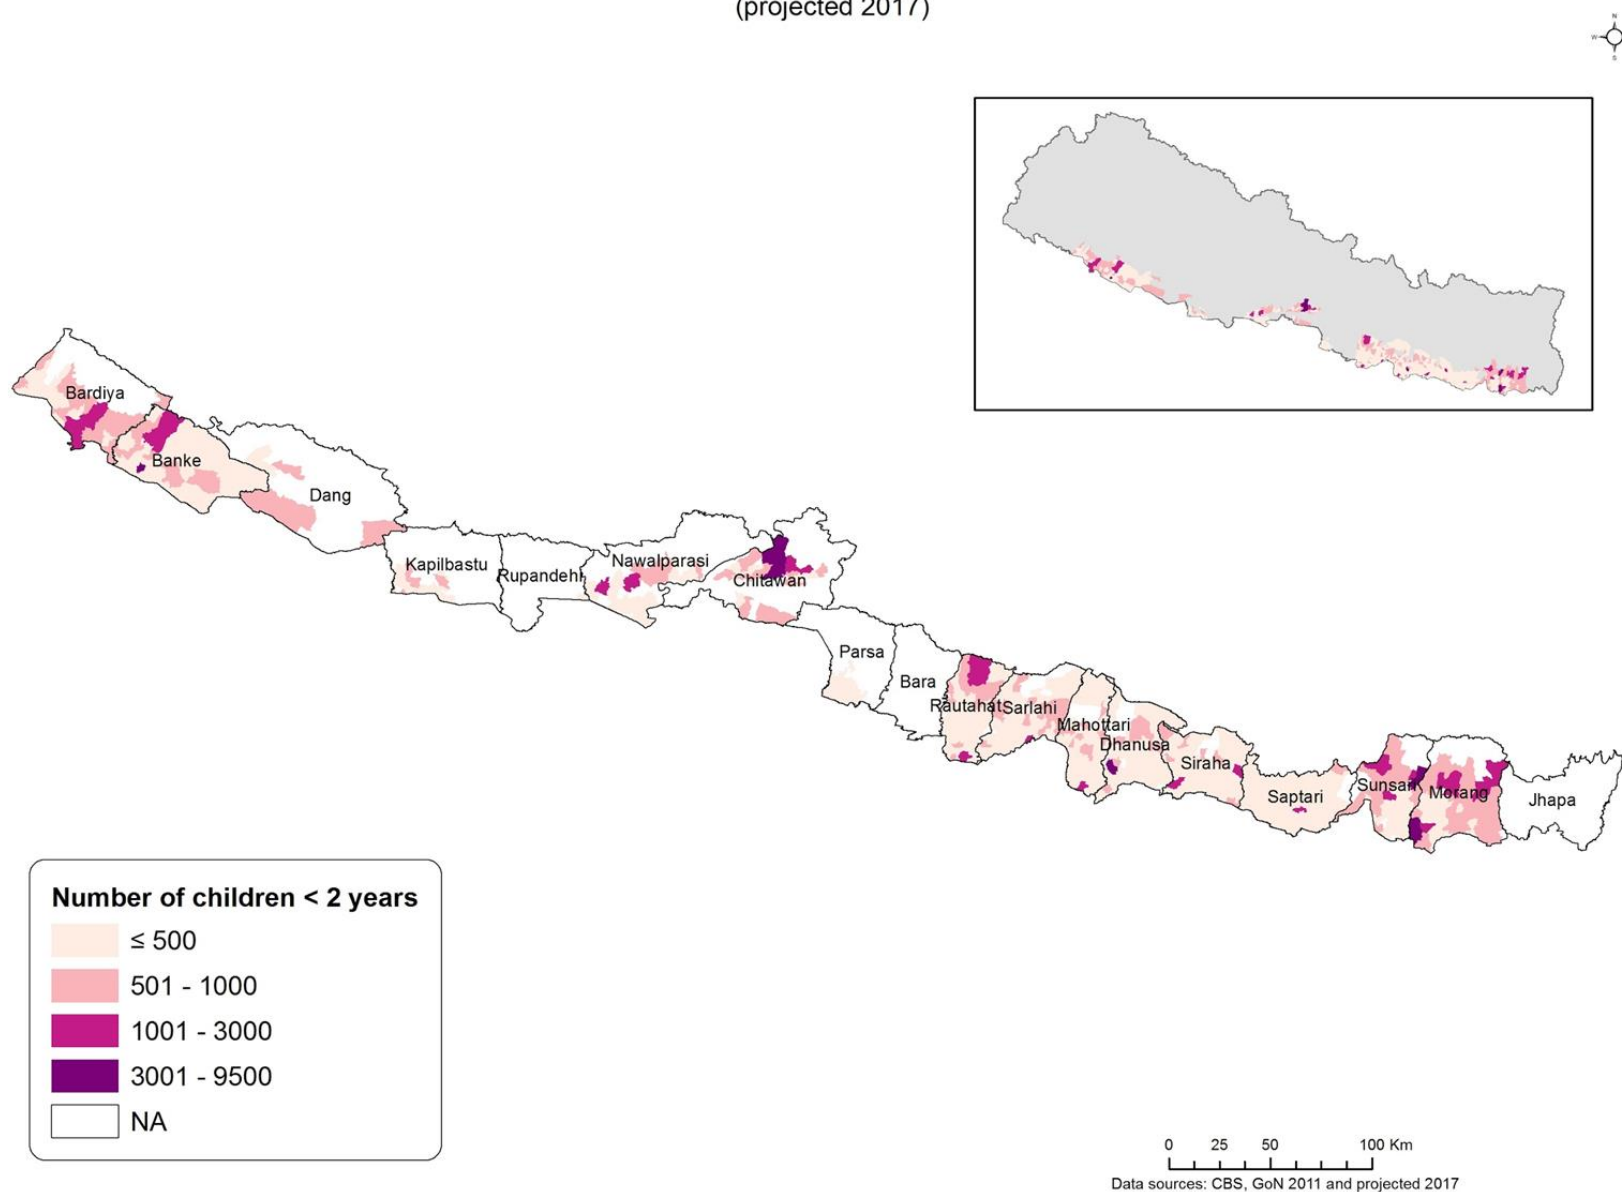 (projected 2017)
N
W
S
Bardiya
Banke
Dang
Kapilbastu
Rupandehi
Nawalparasi
Chitawan
Parsa
Bara
Rautahat
Sarlahi
Mahottari
Dhanusa
Siraha
Saptari
Sunsari
Morang
Jhapa
Number of children < 2 years
≤ 500
501 - 1000
1001 - 3000
3001 - 9500
NA
0 25 50 100 Km
Data sources: CBS, GoN 2011 and projected 2017